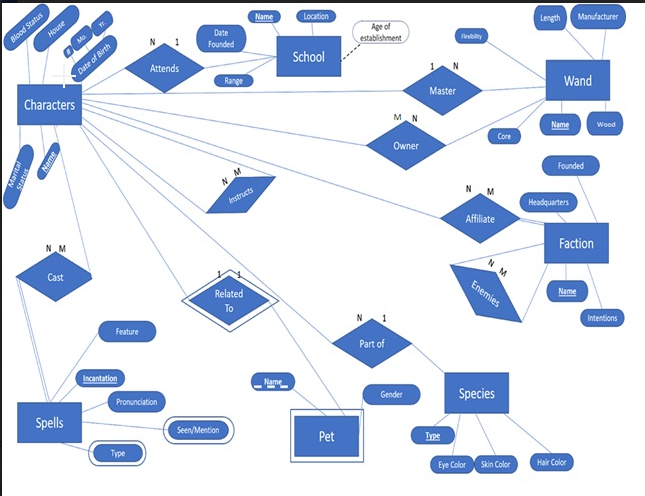 Blood Status
House
#
Mo.
Yr.
Date of Birth
Characters
Marital
Status
Name
N 1
Attends
Name
Location
Date
Founded
Range
School
Age of
establishment
Length
Manufacturer
Flexibility
Wand
Core
Name
Wood
1 N
Master
M N
Owner
N M
Instructs
N M
Affiliate
Founded
Headquarters
Faction
Name
Intentions
N M
Enemies
N M
Cast
1 1
Related
To
N 1
Part of
Feature
Incantation
Pronunciation
Seen/Mention
Type
Spells
Name
Gender
Pet
Species
Type
Eye Color
Skin Color
Hair Color